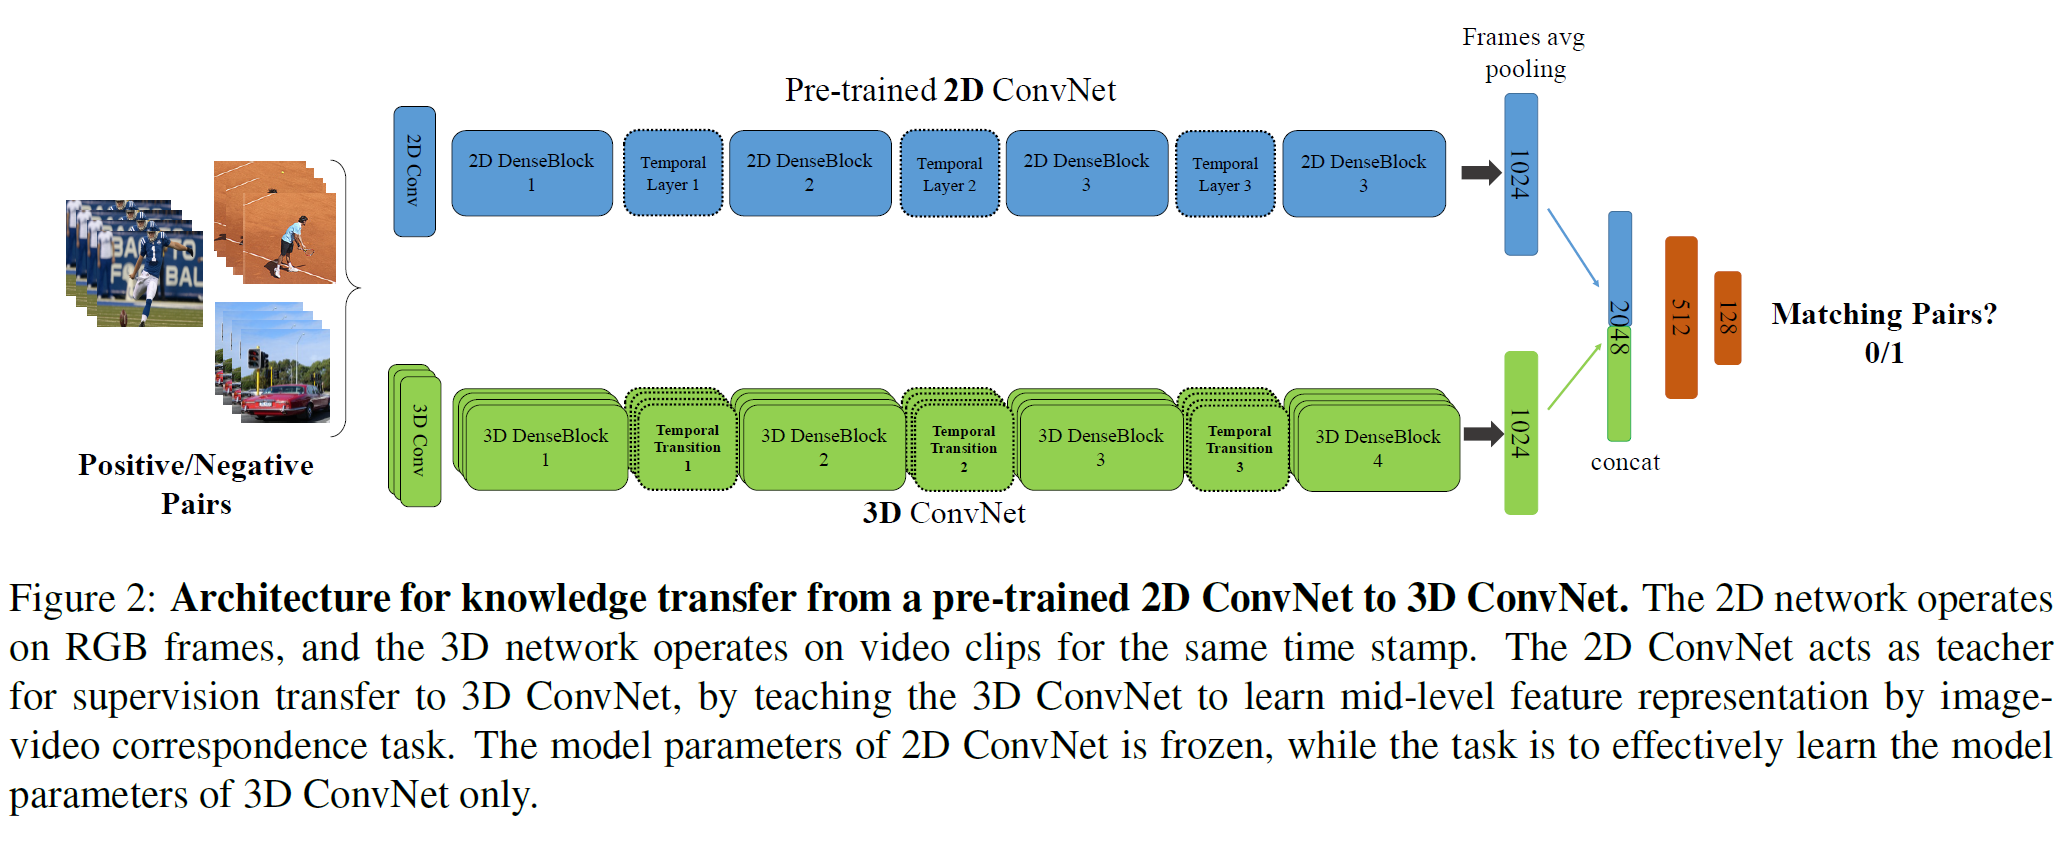 Frames avg
pooling
Pre-trained 2D ConvNet
2D Conv
2D DenseBlock
1
Temporal
Layer 1
2D DenseBlock
2
Temporal
Layer 2
2D DenseBlock
3
Temporal
Layer 3
2D DenseBlock
3
1024
BA TO
FO BAL
1
2048
512
128
Matching Pairs?
0/1
3D Conv
3D DenseBlock
1
Temporal
Transition
1
3D DenseBlock
2
Temporal
Transition
2
3D DenseBlock
3
Temporal
Transition
3
3D DenseBlock
4
1024
concat
Positive/Negative
Pairs
3D ConvNet
Figure 2: Architecture for knowledge transfer from a pre-trained 2D ConvNet to 3D ConvNet. The 2D network operates
on RGB frames, and the 3D network operates on video clips for the same time stamp. The 2D ConvNet acts as teacher
for supervision transfer to 3D ConvNet, by teaching the 3D ConvNet to learn mid-level feature representation by image-
video correspondence task. The model parameters of 2D ConvNet is frozen, while the task is to effectively learn the model
parameters of 3D ConvNet only.